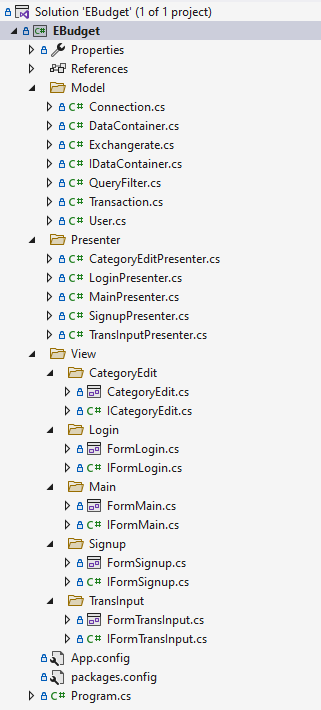 Solution 'EBudget' (1 of 1 project)
C# EBudget
Properties
References
Model
C# Connection.cs
C# DataContainer.cs
C# Exchangerate.cs
C# IDataContainer.cs
C# QueryFilter.cs
C# Transaction.cs
C# User.cs
Presenter
C# CategoryEditPresenter.cs
C# LoginPresenter.cs
C# MainPresenter.cs
C# SignupPresenter.cs
C# TransInputPresenter.cs
View
CategoryEdit
CategoryEdit.cs
C# ICategoryEdit.cs
Login
FormLogin.cs
C# IFormLogin.cs
Main
FormMain.cs
C# IFormMain.cs
Signup
FormSignup.cs
C# IFormSignup.cs
TransInput
FormTransInput.cs
C# IFormTransInput.cs
App.config
packages.config
C# Program.cs